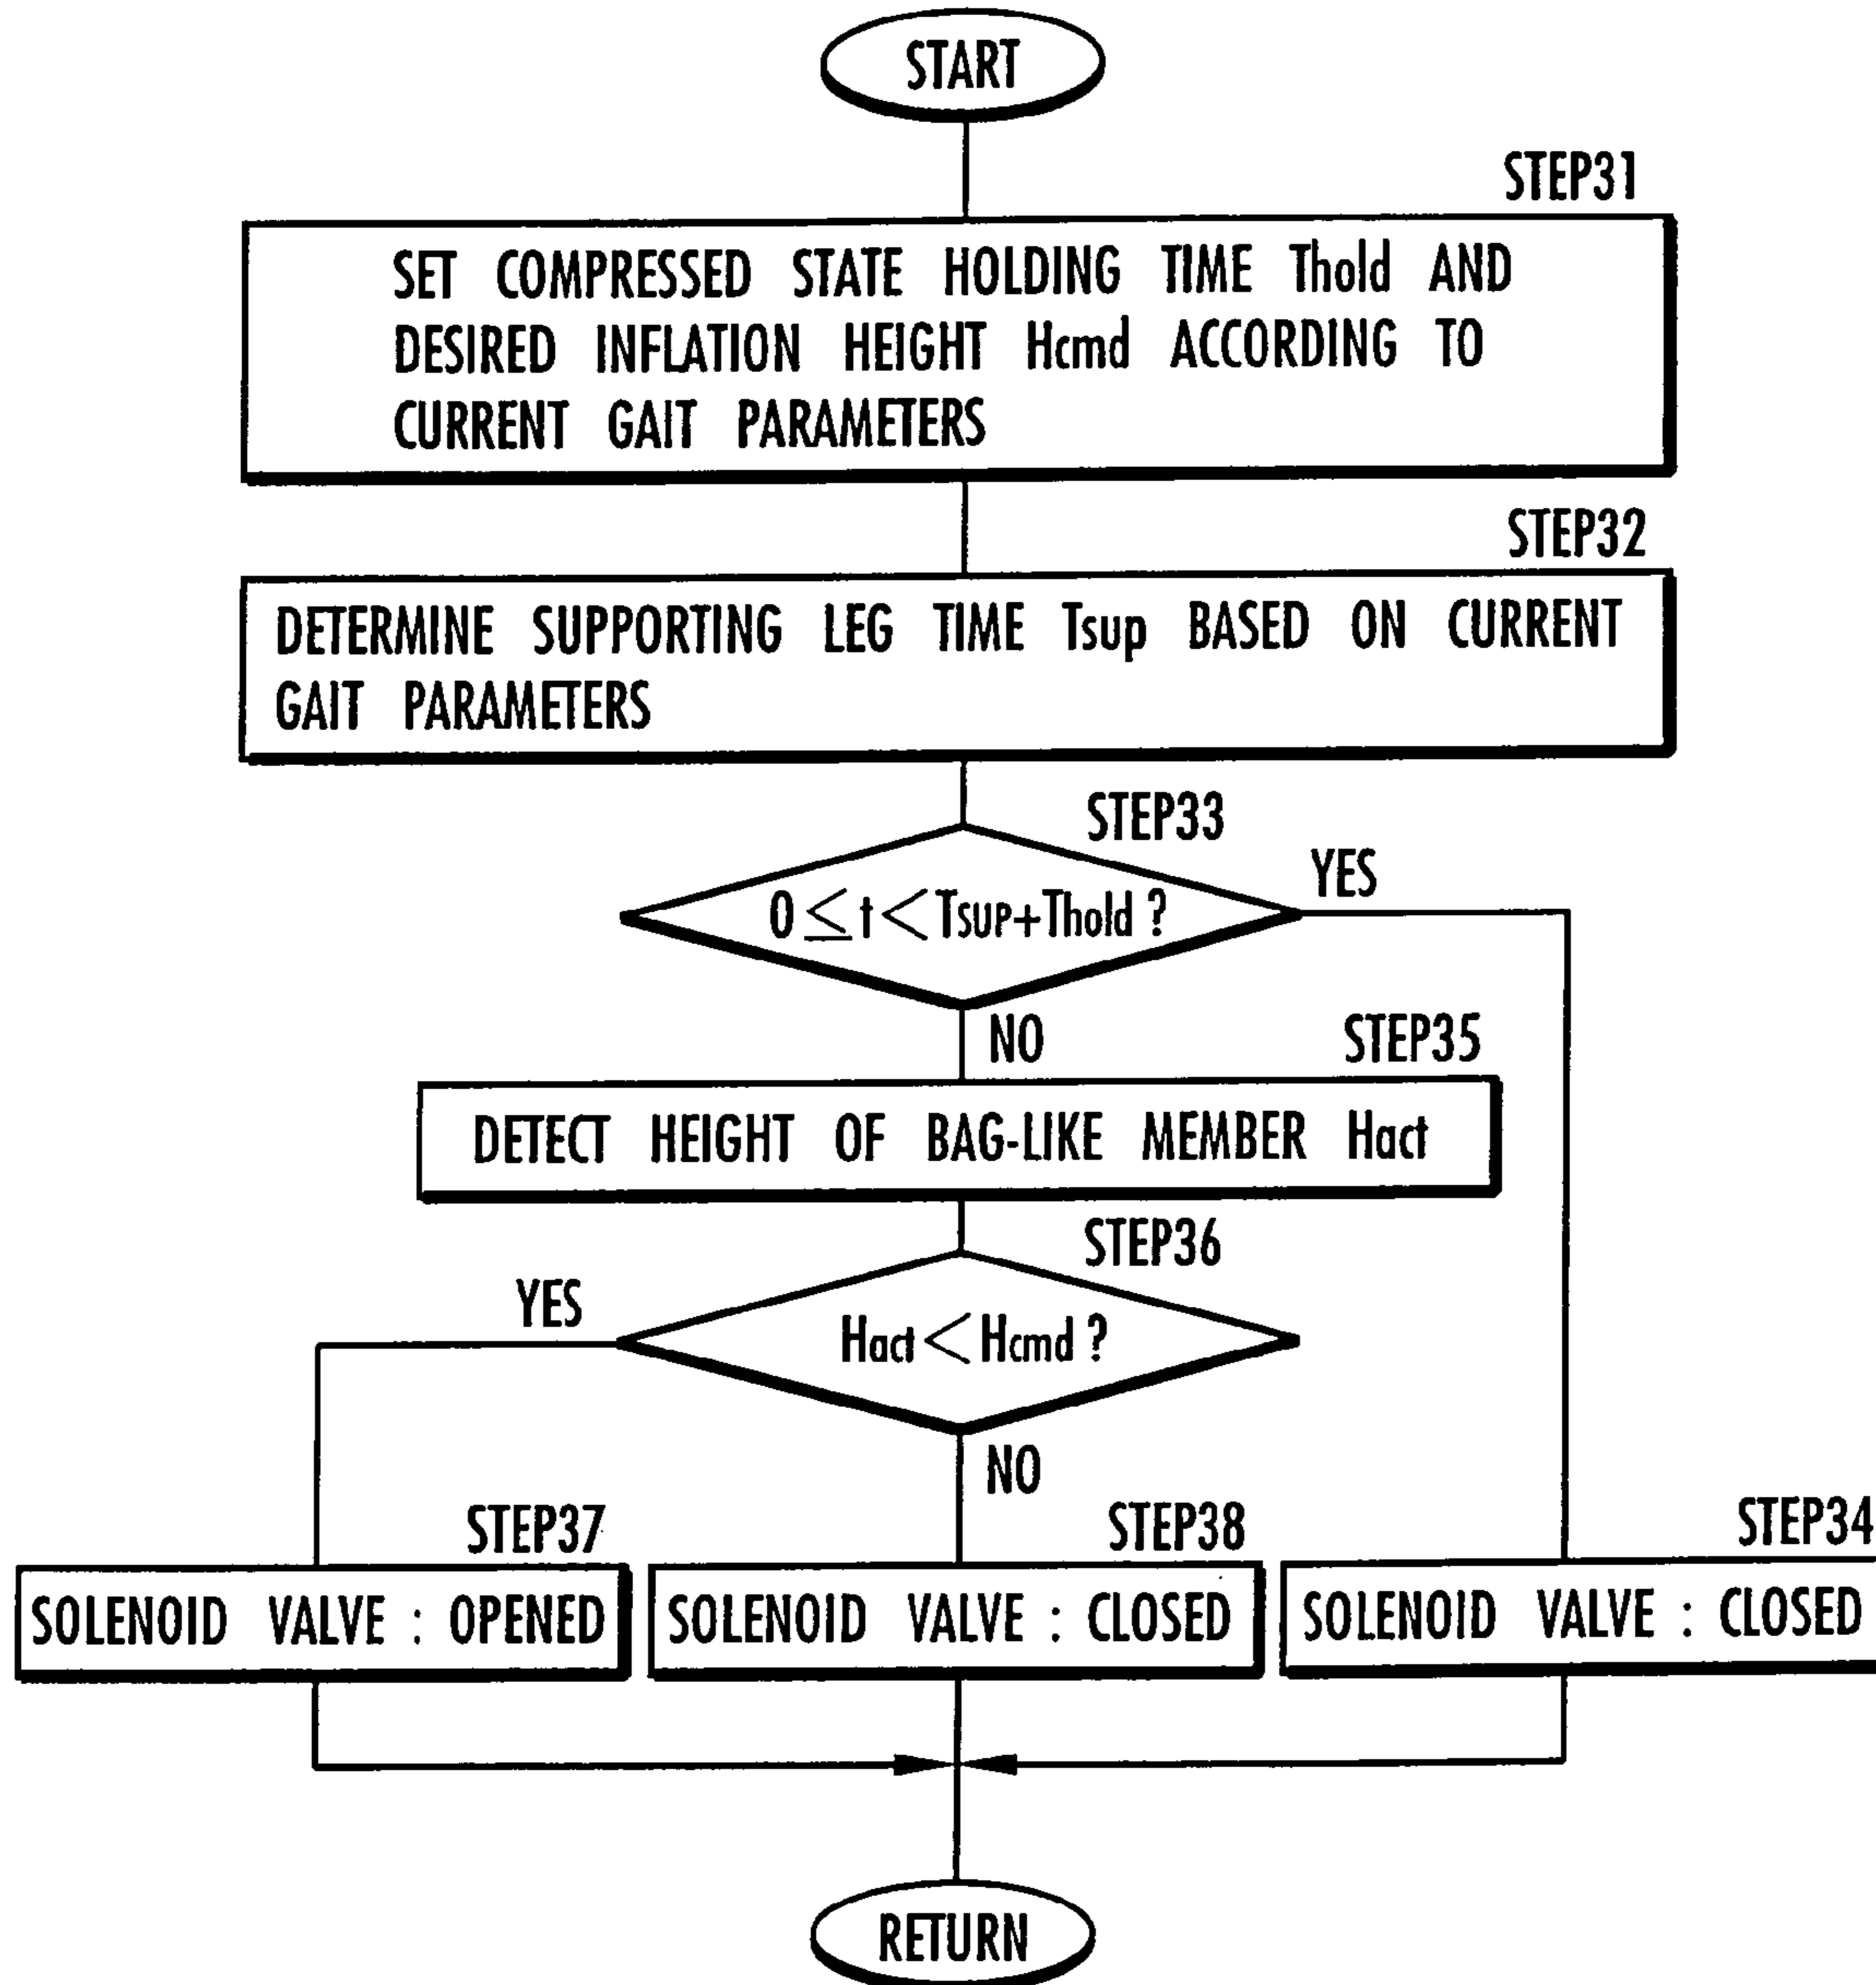 START
STEP31
SET COMPRESSED STATE HOLDING TIME Thold AND
DESIRED INFLATION HEIGHT Hcmd ACCORDING TO
CURRENT GAIT PARAMETERS
STEP32
DETERMINE SUPPORTING LEG TIME Tsup BASED ON CURRENT
GAIT PARAMETERS
STEP33
0≦t<TSUP+Thold ?
YES
NO
STEP35
DETECT HEIGHT OF BAG-LIKE MEMBER Hact
STEP36
YES
Hact<Hcmd ?
NO
STEP37
STEP38
STEP34
SOLENOID VALVE : OPENED
SOLENOID VALVE : CLOSED
SOLENOID VALVE : CLOSED
RETURN